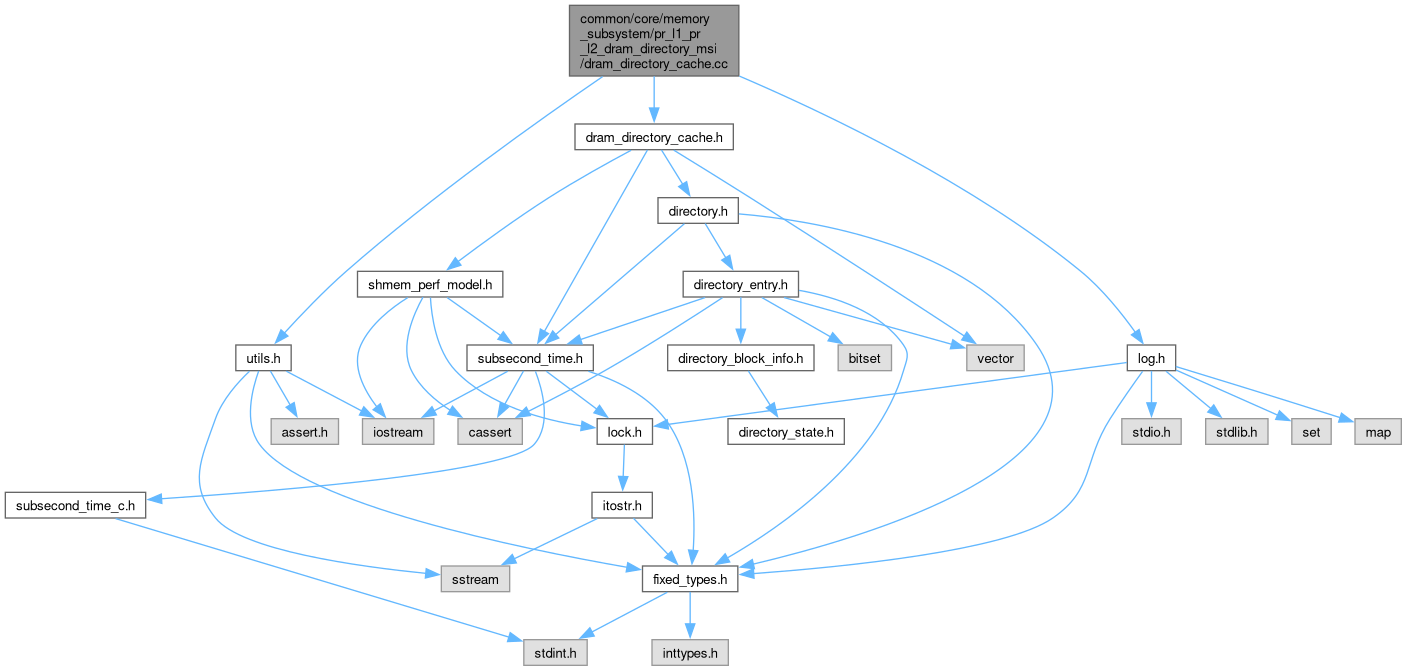 common/core/memory
_subsystem/pr_l1_pr
_l2_dram_directory_msi
/dram_directory_cache.cc
dram_directory_cache.h
directory.h
shmem_perf_model.h
directory_entry.h
utils.h
subsecond_time.h
directory_block_info.h
bitset
vector
log.h
assert.h
iostream
cassert
lock.h
directory_state.h
stdio.h
stdlib.h
set
map
subsecond_time_c.h
itostr.h
sstream
fixed_types.h
stdint.h
inttypes.h